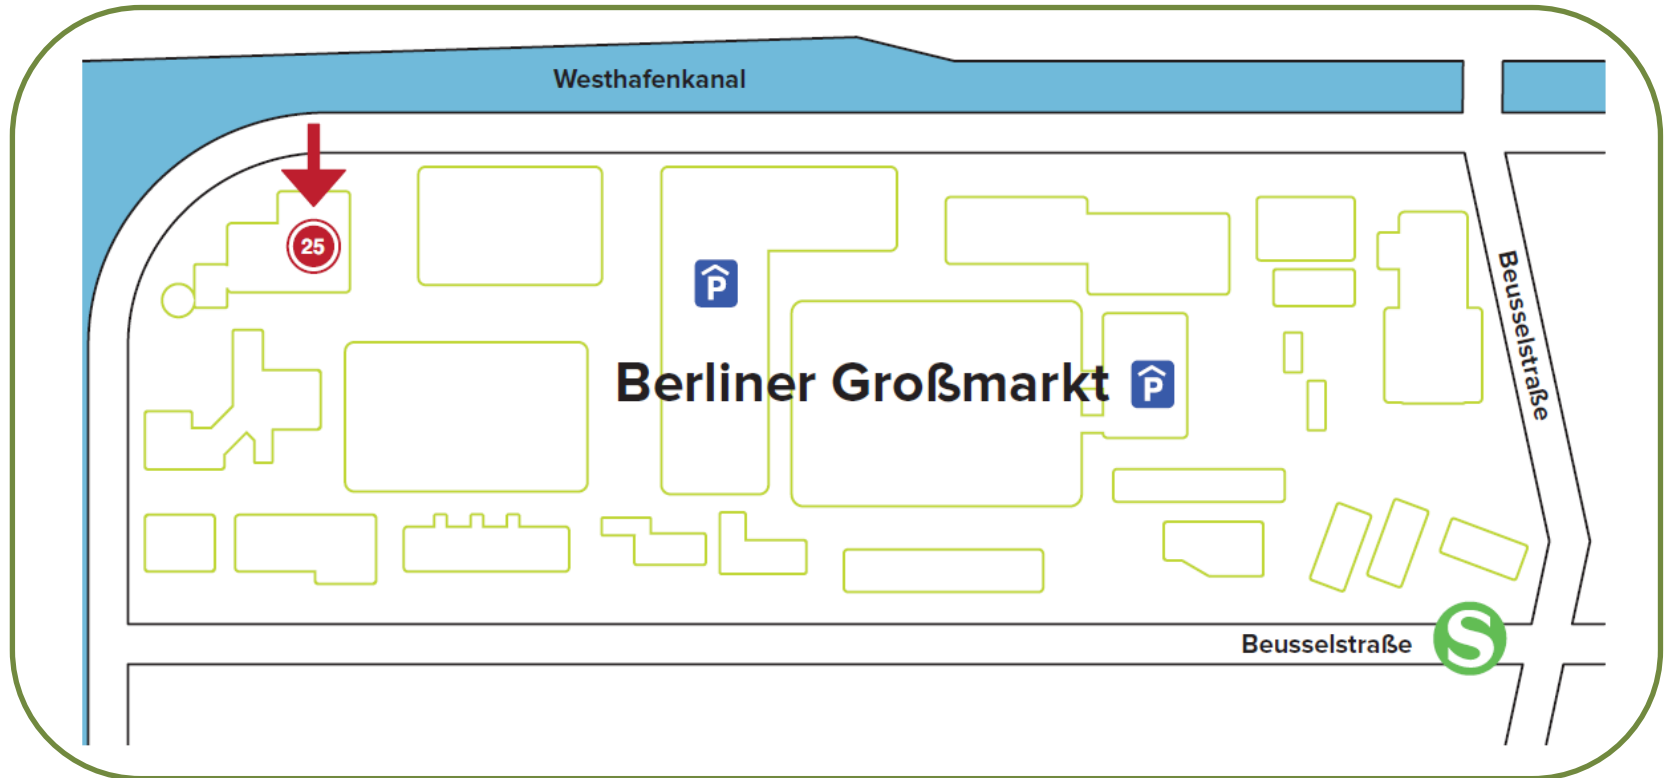 Westhafenkanal
25
P
Berliner Großmarkt
P
Beusselstraße
Beusselstraße
S